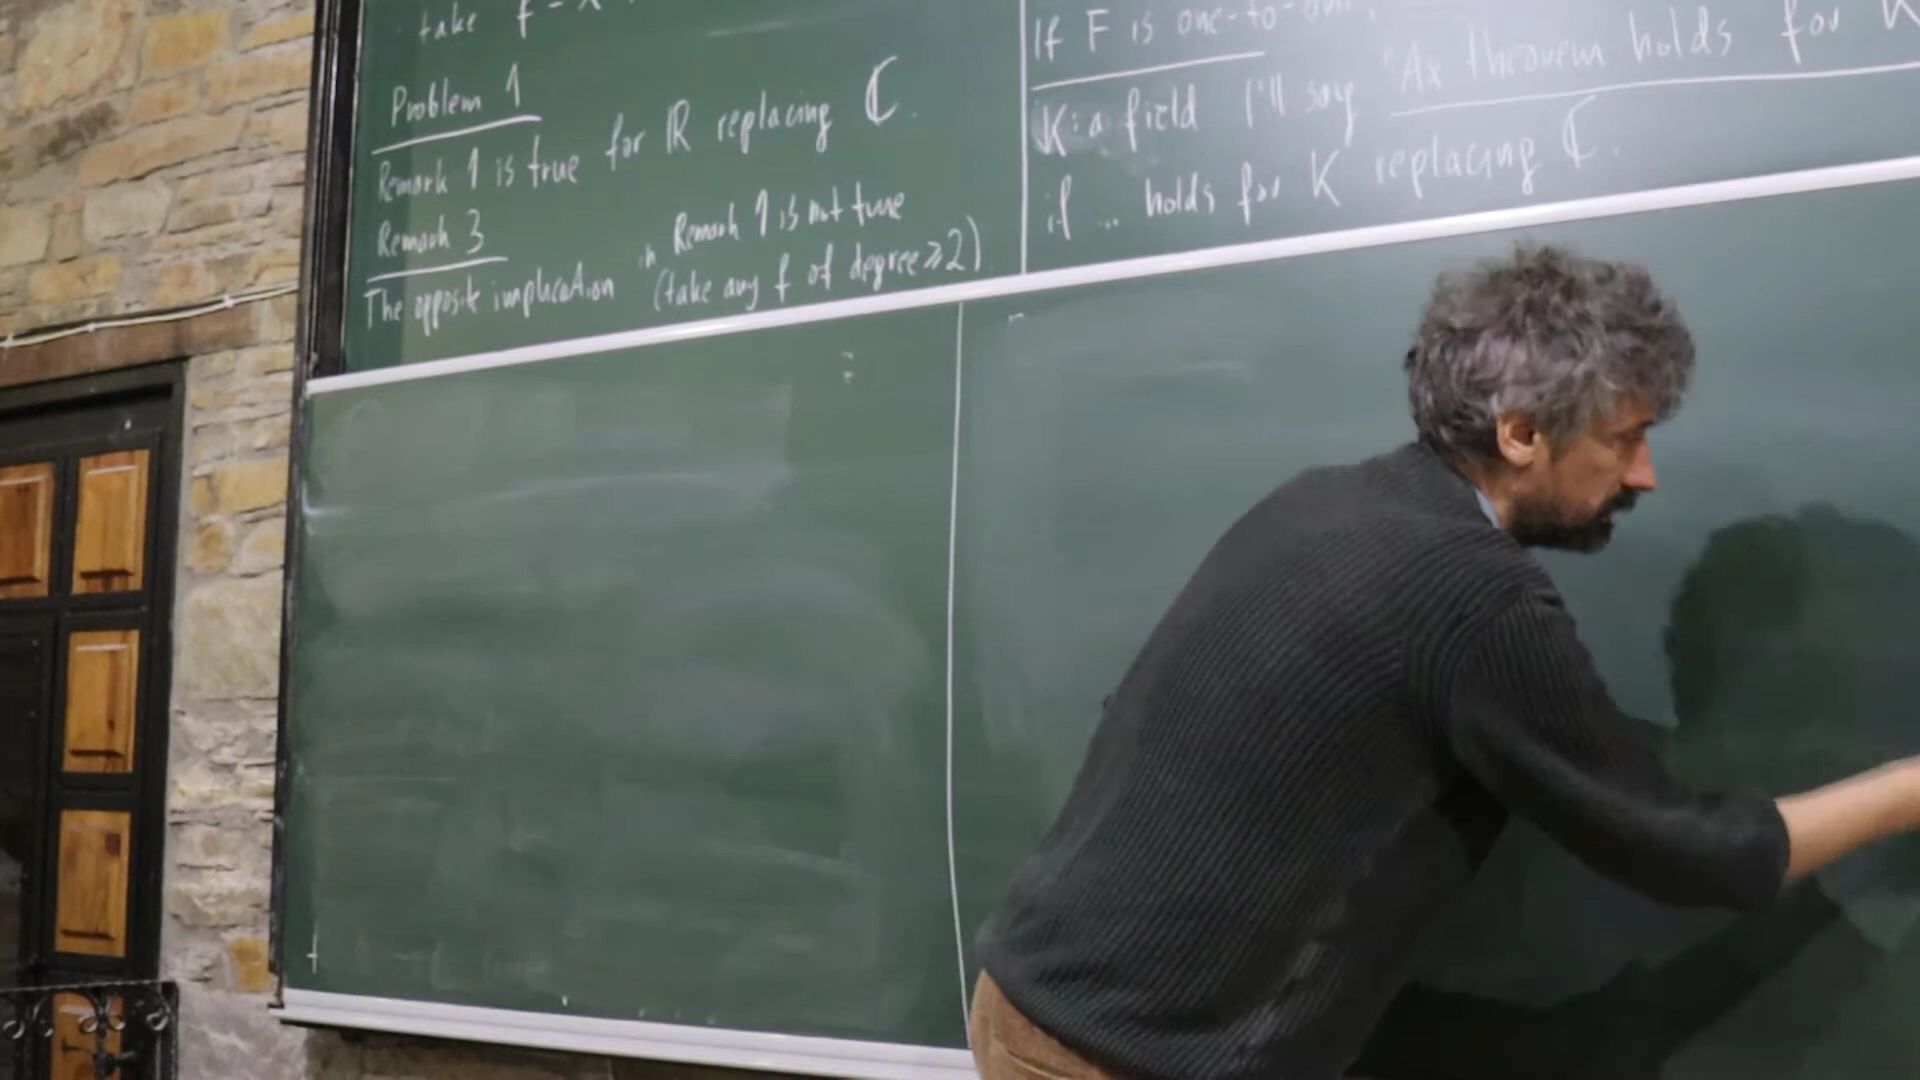 take f = x
Problem 1
Remark 1 is true for ℝ replacing ℂ.
Remark 3
The opposite implication in Remark 1 is not true
(take any f of degree ≥ 2)
If F is one-to-one,
K: a field I'll say "Ax theorem holds for K
if ... holds for K replacing ℂ.